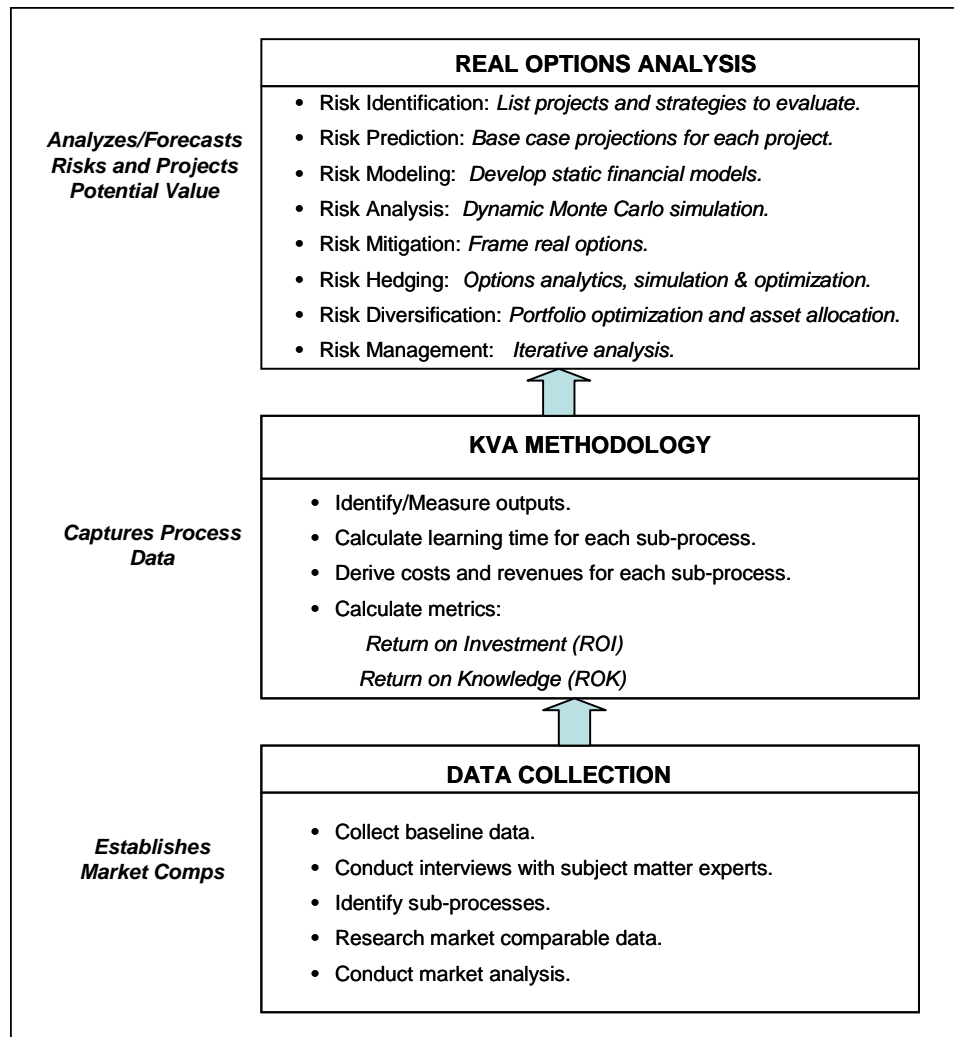 REAL OPTIONS ANALYSIS
Analyzes/Forecasts
Risks and Projects
Potential Value
• Risk Identification: List projects and strategies to evaluate.
• Risk Prediction: Base case projections for each project.
• Risk Modeling: Develop static financial models.
• Risk Analysis: Dynamic Monte Carlo simulation.
• Risk Mitigation: Frame real options.
• Risk Hedging: Options analytics, simulation & optimization.
• Risk Diversification: Portfolio optimization and asset allocation.
• Risk Management: Iterative analysis.
KVA METHODOLOGY
Captures Process
Data
• Identify/Measure outputs.
• Calculate learning time for each sub-process.
• Derive costs and revenues for each sub-process.
• Calculate metrics:
Return on Investment (ROI)
Return on Knowledge (ROK)
DATA COLLECTION
Establishes
Market Comps
• Collect baseline data.
• Conduct interviews with subject matter experts.
• Identify sub-processes.
• Research market comparable data.
• Conduct market analysis.